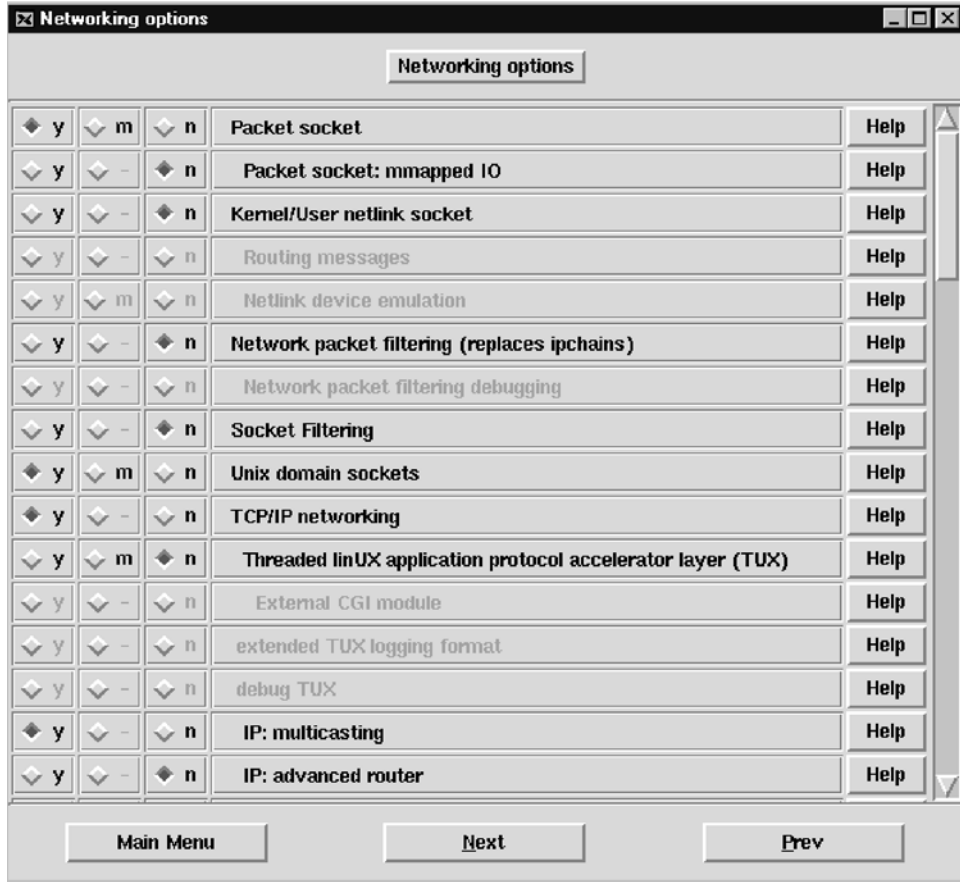 Networking options
Networking options
y m n Packet socket Help
y - n Packet socket: mmapped IO Help
y - n Kernel/User netlink socket Help
y - n Routing messages Help
y m n Netlink device emulation Help
y - n Network packet filtering (replaces ipchains) Help
y - n Network packet filtering debugging Help
y - n Socket Filtering Help
y m n Unix domain sockets Help
y - n TCP/IP networking Help
y m n Threaded linUX application protocol accelerator layer (TUX) Help
y - n External CGI module Help
y - n extended TUX logging format Help
y - n debug TUX Help
y - n IP: multicasting Help
y - n IP: advanced router Help
Main Menu Next Prev